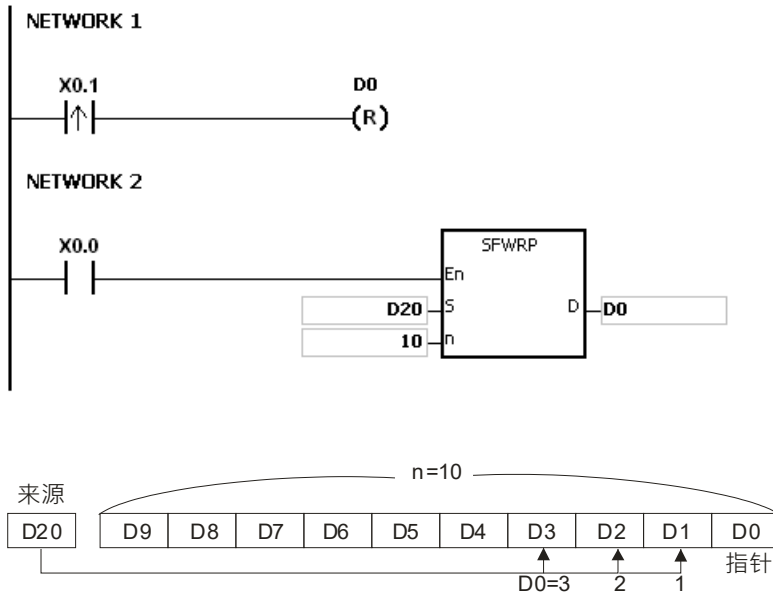 NETWORK 1
X0.1 D0
(R)
NETWORK 2
X0.0
SFWRP
En
D20 S D D0
10 n
n=10
来源
D20 D9 D8 D7 D6 D5 D4 D3 D2 D1 D0
指针
D0=3 2 1